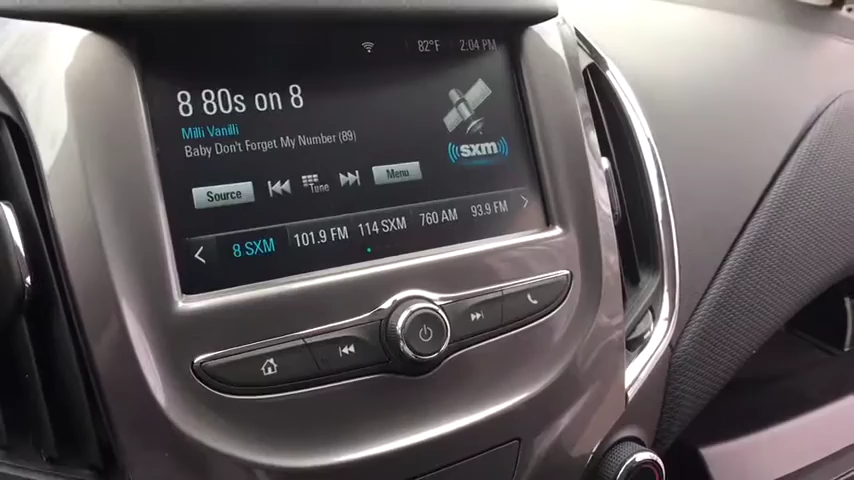 82°F 2:04 PM
8 80s on 8
Milli Vanilli
Baby Don't Forget My Number (89)
((sxm))
Source Tune Menu
8 SXM 101.9 FM 114 SXM 760 AM 93.9 FM